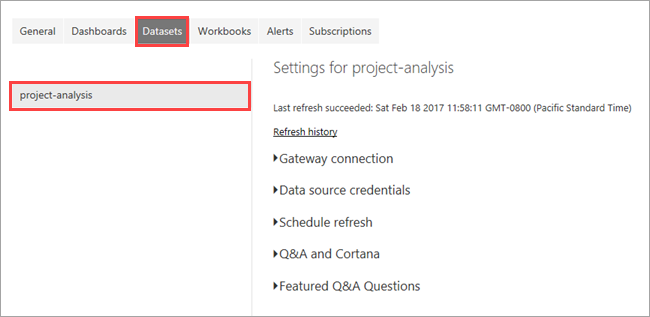 General Dashboards Datasets Workbooks Alerts Subscriptions
project-analysis
Settings for project-analysis
Last refresh succeeded: Sat Feb 18 2017 11:58:11 GMT-0800 (Pacific Standard Time)
Refresh history
Gateway connection
Data source credentials
Schedule refresh
Q&A and Cortana
Featured Q&A Questions